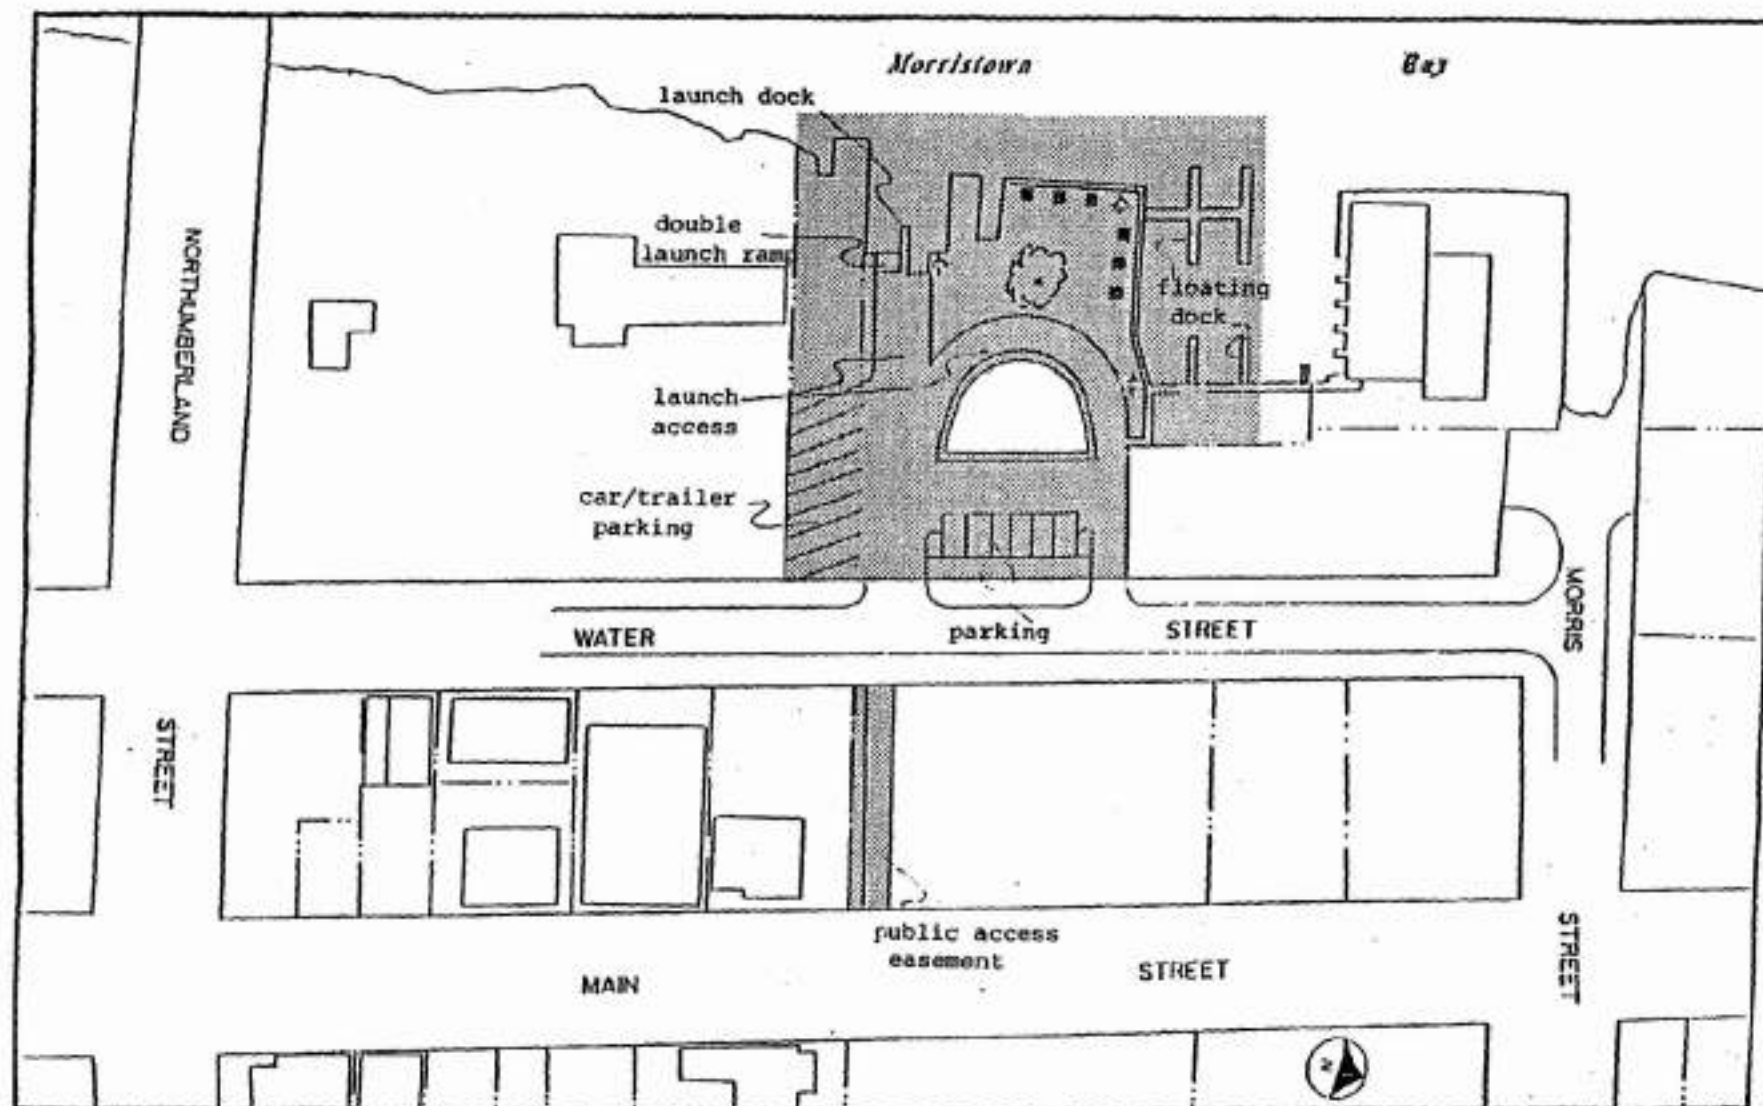 Morristown Bay
launch dock
double
launch ramp
floating
dock
launch
access
car/trailer
parking
NORTHUMBERLAND
STREET
WATER
parking
STREET
MORRIS
STREET
public access
easement
MAIN
STREET
N